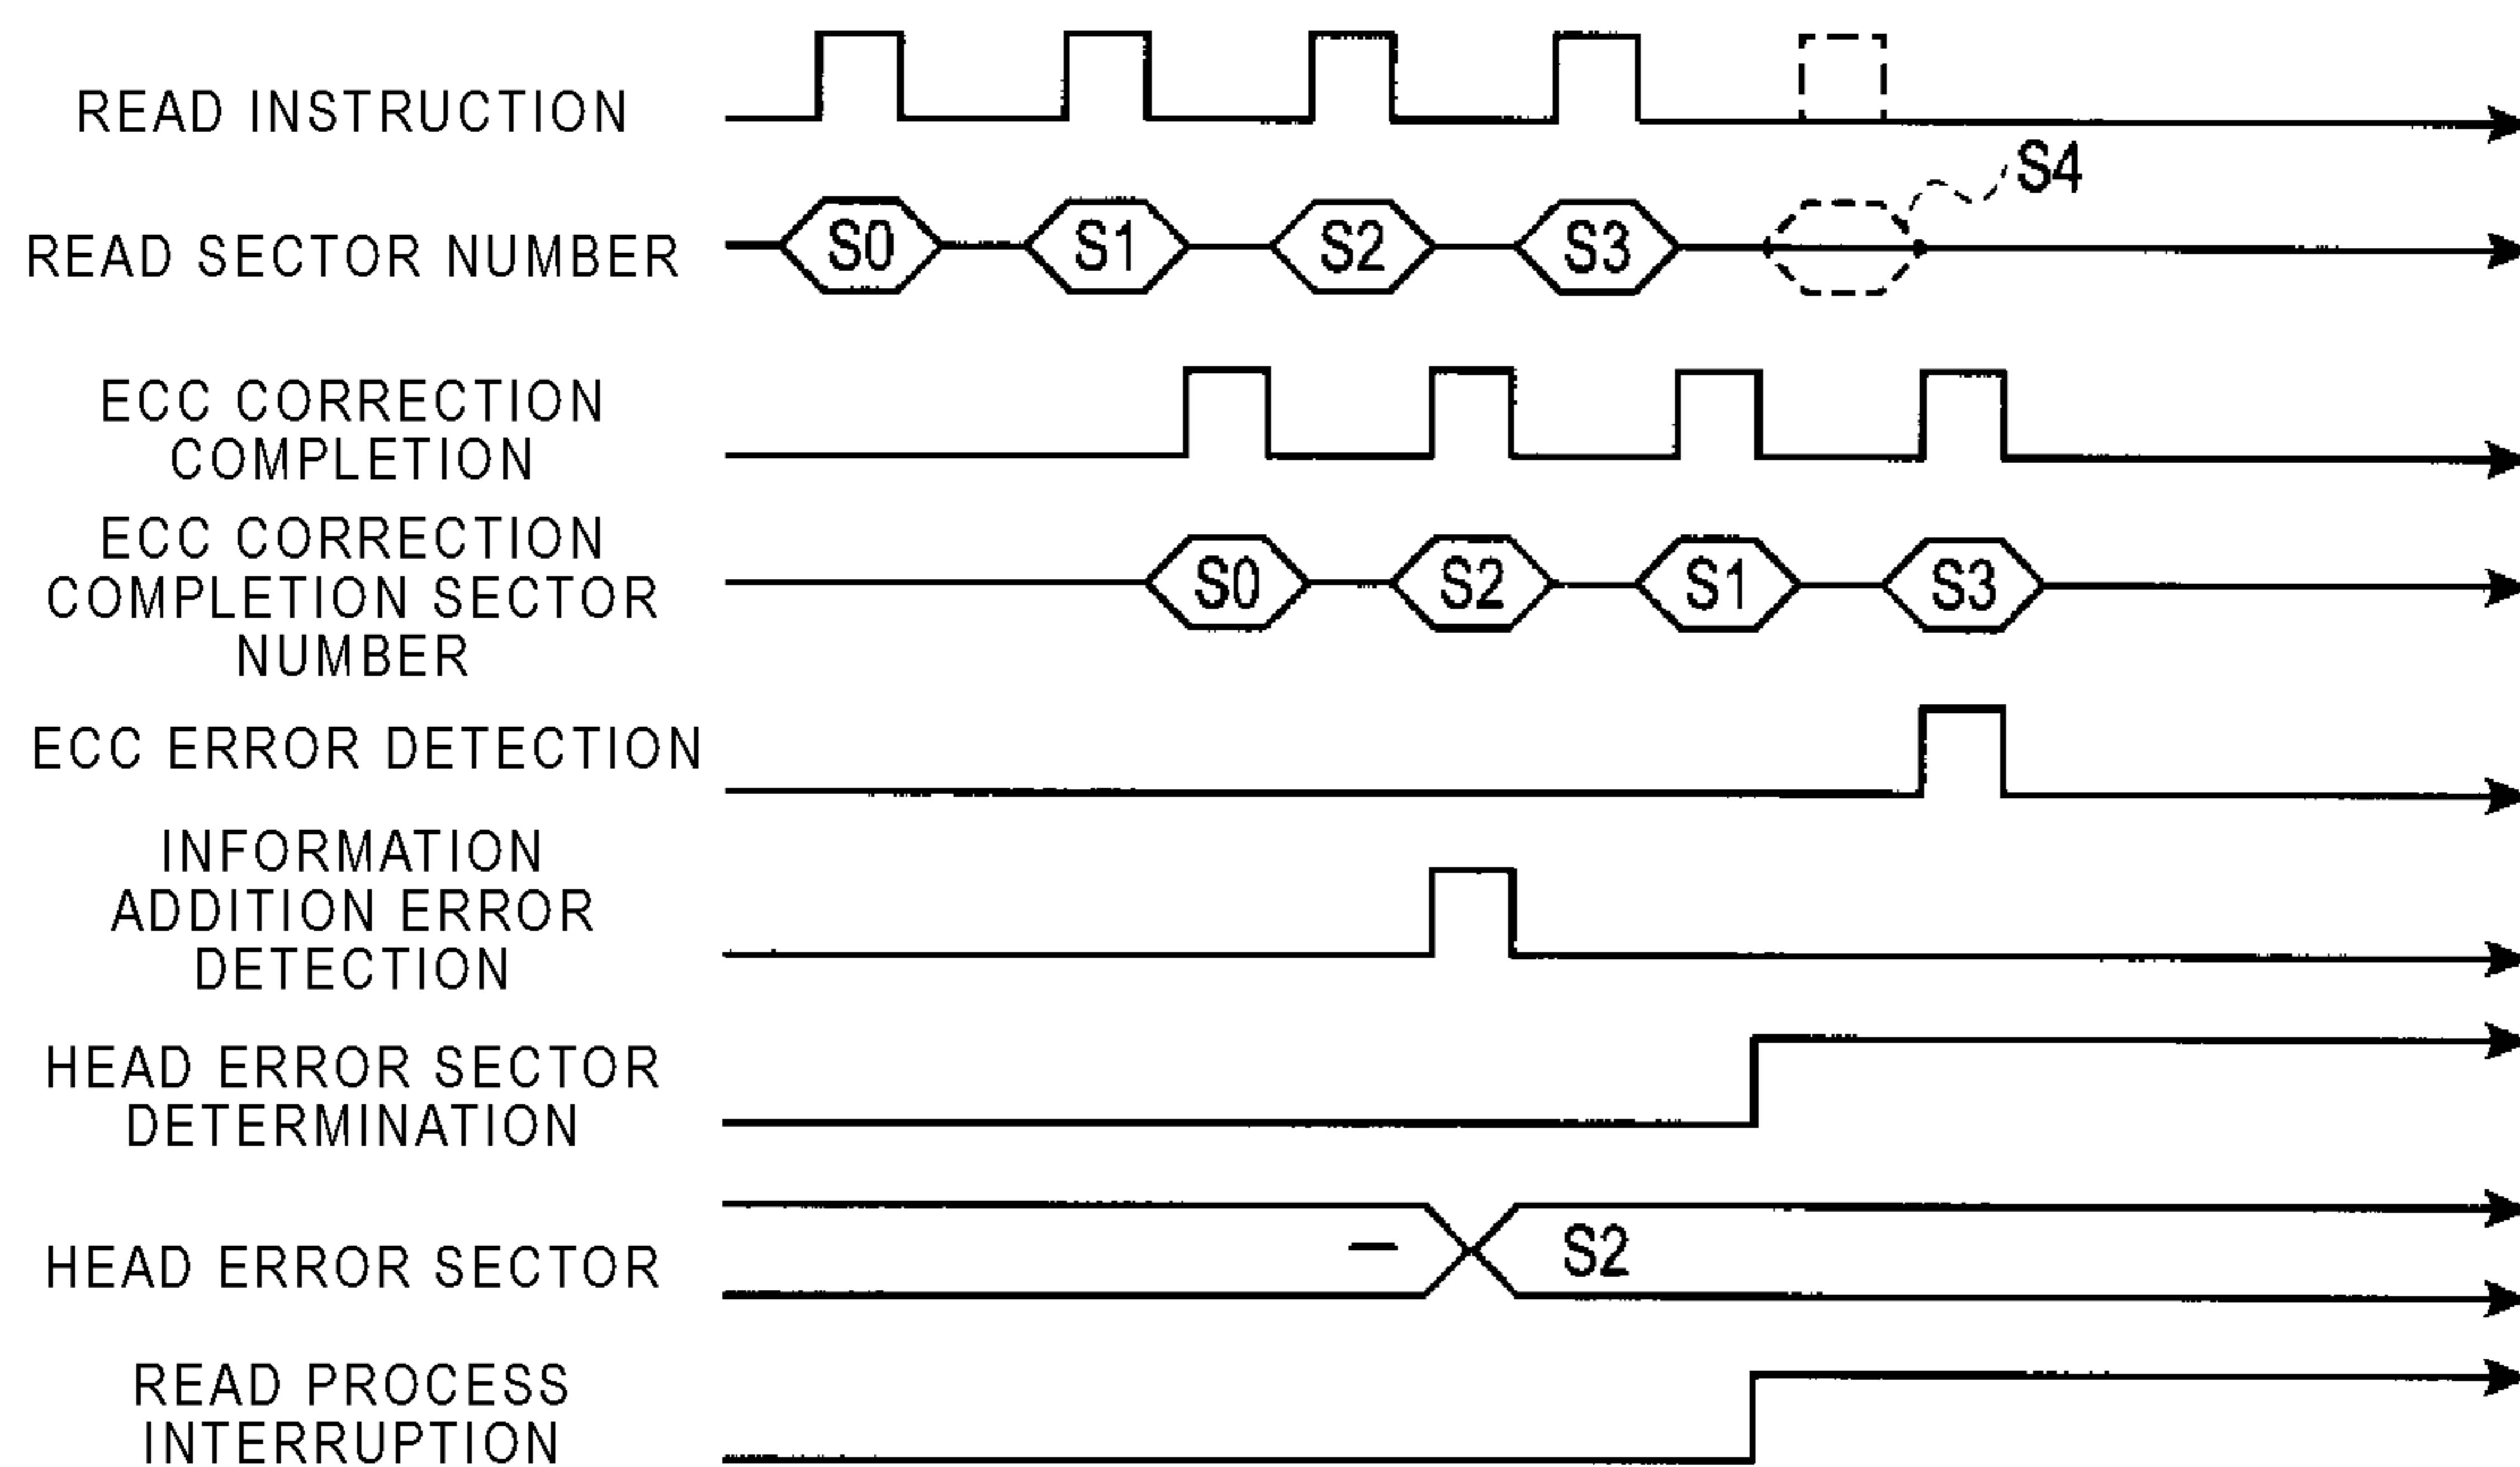 READ INSTRUCTION
S4
READ SECTOR NUMBER
S0
S1
S2
S3
ECC CORRECTION
COMPLETION
ECC CORRECTION
COMPLETION SECTOR
NUMBER
S0
S2
S1
S3
ECC ERROR DETECTION
INFORMATION
ADDITION ERROR
DETECTION
HEAD ERROR SECTOR
DETERMINATION
HEAD ERROR SECTOR
–
S2
READ PROCESS
INTERRUPTION